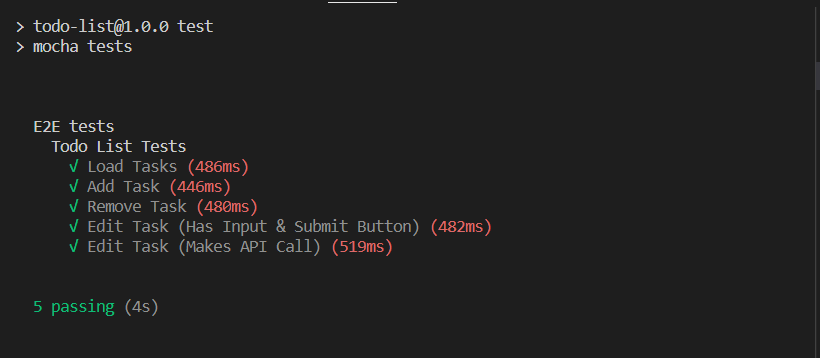 > todo-list@1.0.0 test
> mocha tests
E2E tests
Todo List Tests
√ Load Tasks (486ms)
√ Add Task (446ms)
√ Remove Task (480ms)
√ Edit Task (Has Input & Submit Button) (482ms)
√ Edit Task (Makes API Call) (519ms)
5 passing (4s)